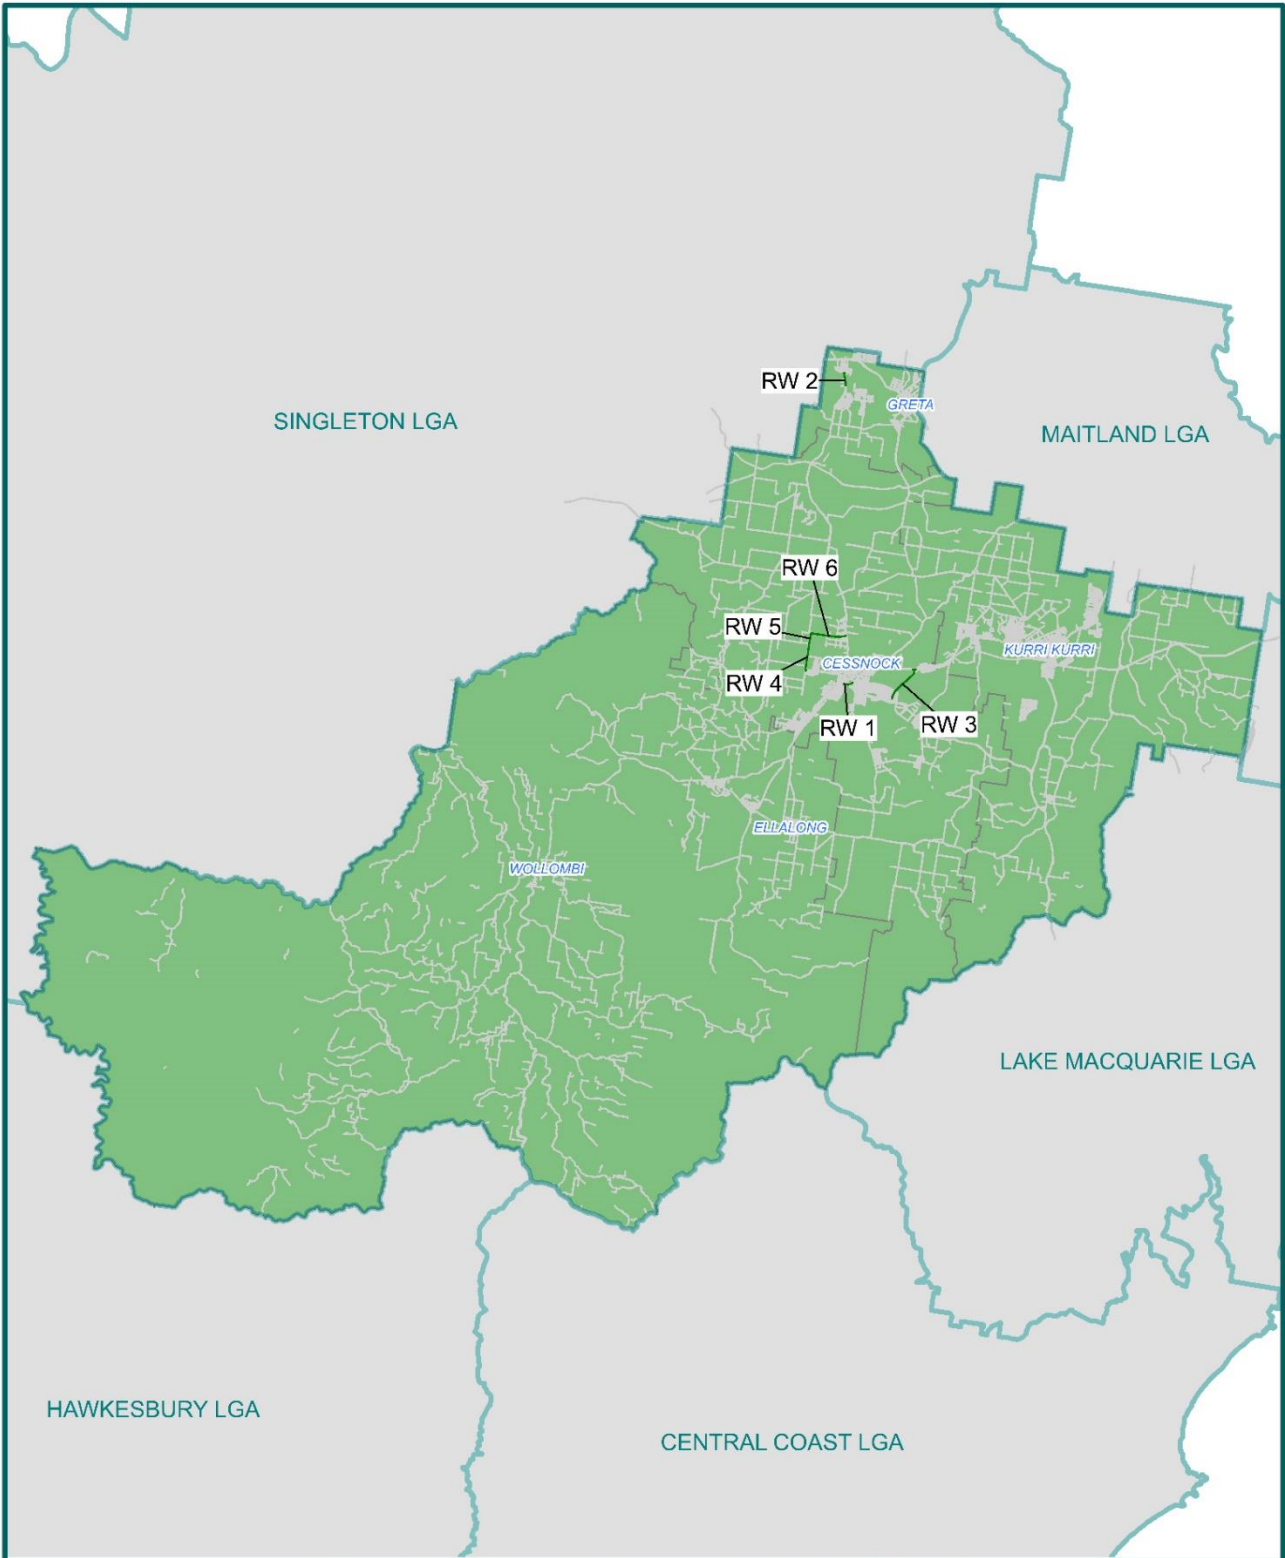 RW 2
GRETA
SINGLETON LGA
MAITLAND LGA
RW 6
RW 5
KURRI KURRI
CESSNOCK
RW 4
RW 3
RW 1
ELLALONG
WOLLOMBI
LAKE MACQUARIE LGA
HAWKESBURY LGA
CENTRAL COAST LGA